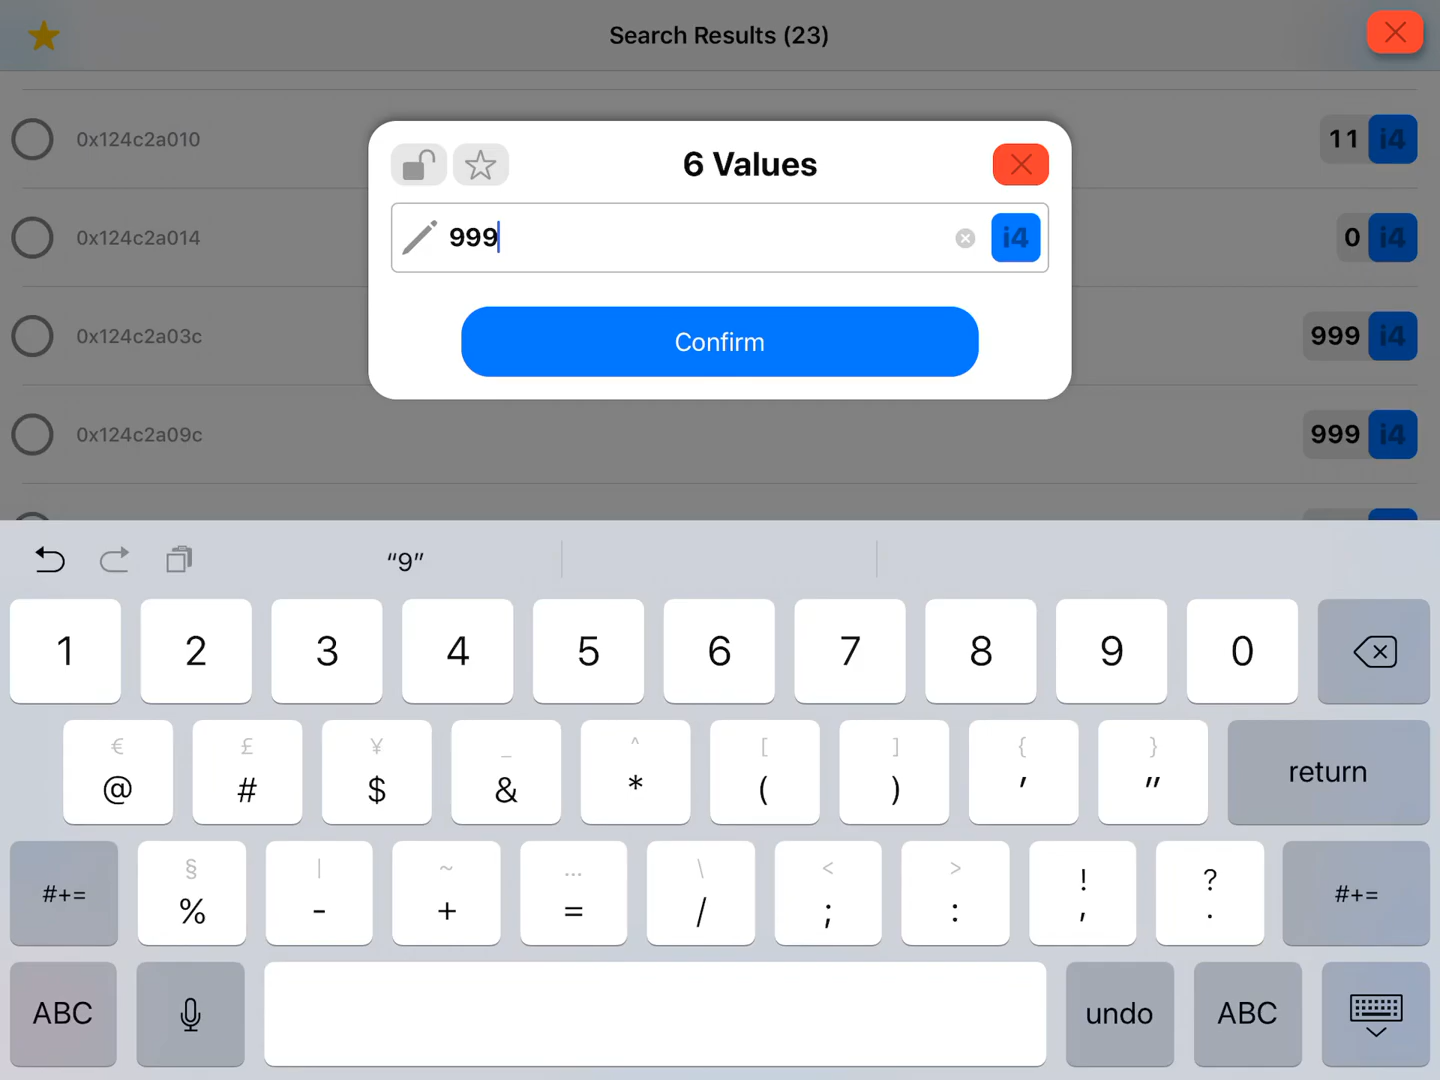 Search Results (23)
0x124c2a010 11 i4
6 Values
0x124c2a014 0 i4
999 i4
0x124c2a03c 999 i4
Confirm
0x124c2a09c 999 i4
“9”
1 2 3 4 5 6 7 8 9 0
€ £ ¥ _ ^ [ ] { }
@ # $ & * ( ) ' " return
§ | ~ … \ < > ! ?
#+= % - + = / ; : , . #+=
ABC undo ABC